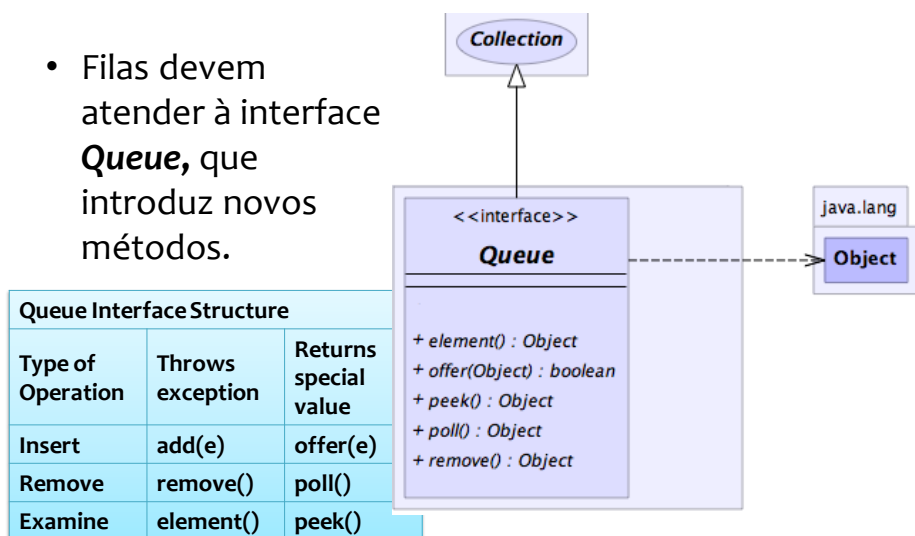 • Filas devem
atender à interface
Queue, que
introduz novos
métodos.
Queue Interface Structure
Type of Operation Throws exception Returns special value
Insert add(e) offer(e)
Remove remove() poll()
Examine element() peek()
Collection
<<interface>>
Queue
+ element() : Object
+ offer(Object) : boolean
+ peek() : Object
+ poll() : Object
+ remove() : Object
java.lang
Object